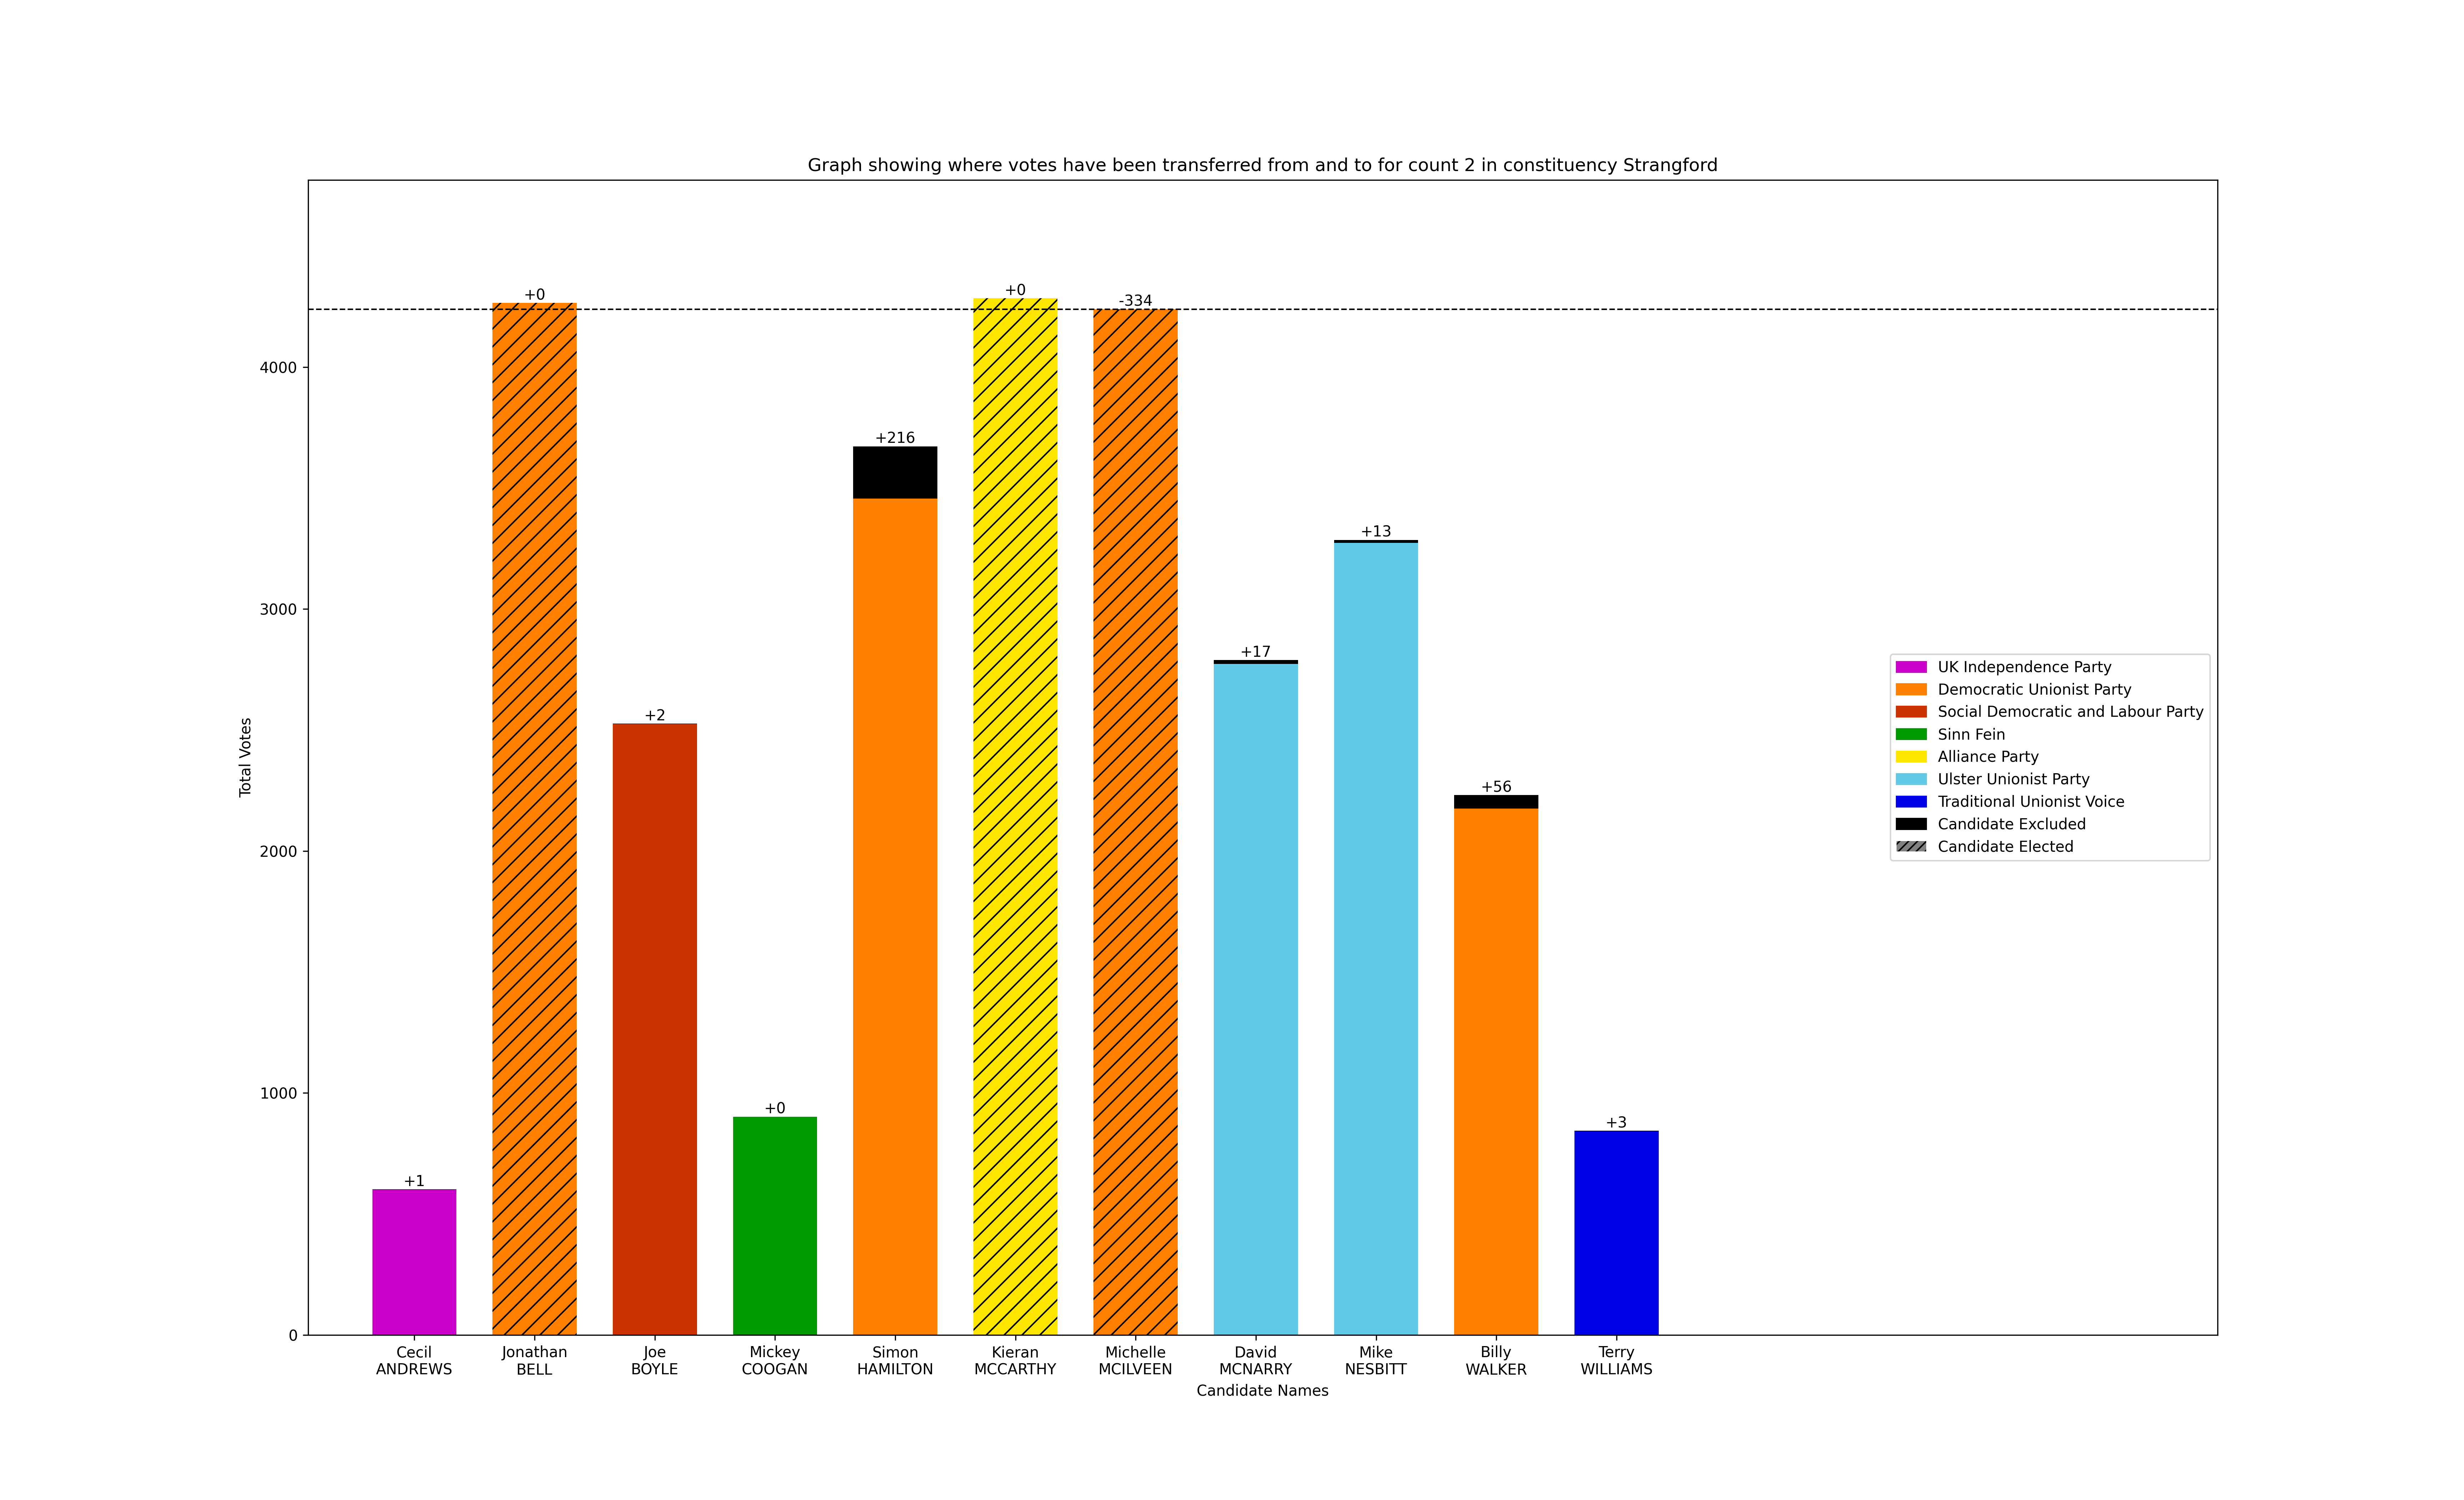 Graph showing where votes have been transferred from and to for count 2 in constituency Strangford
Total Votes
4000
3000
2000
1000
0
+1
+0
+2
+0
+216
+0
-334
+17
+13
+56
+3
Cecil
ANDREWS
Jonathan
BELL
Joe
BOYLE
Mickey
COOGAN
Simon
HAMILTON
Kieran
MCCARTHY
Michelle
MCILVEEN
David
MCNARRY
Mike
NESBITT
Billy
WALKER
Terry
WILLIAMS
Candidate Names
UK Independence Party
Democratic Unionist Party
Social Democratic and Labour Party
Sinn Fein
Alliance Party
Ulster Unionist Party
Traditional Unionist Voice
Candidate Excluded
Candidate Elected